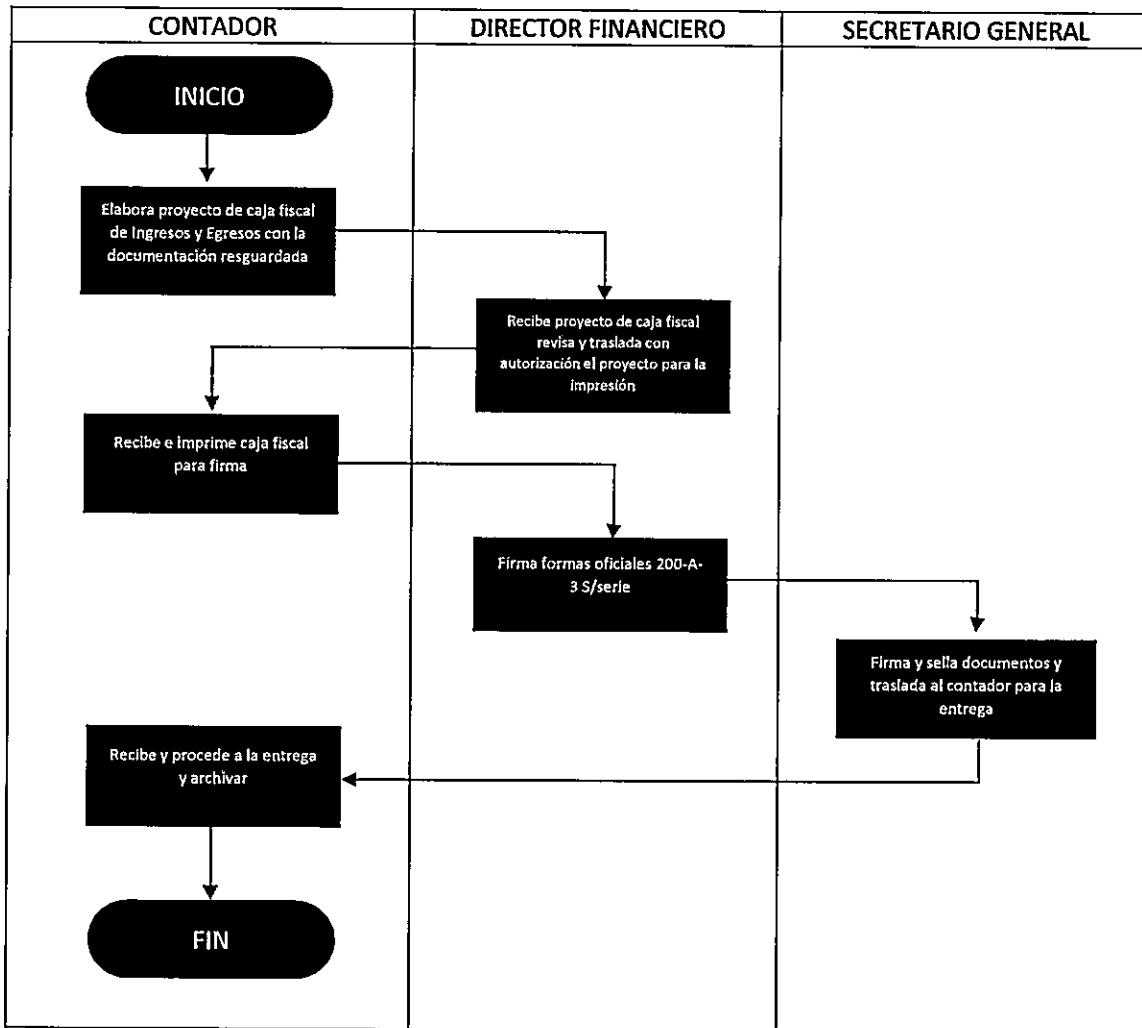 CONTADOR
DIRECTOR FINANCIERO
SECRETARIO GENERAL
INICIO
Elabora proyecto de caja fiscal
de Ingresos y Egresos con la
documentación resguardada
Recibe proyecto de caja fiscal
revisa y traslada con
autorización el proyecto para la
impresión
Recibe e imprime caja fiscal
para firma
Firma formas oficiales 200-A-
3 S/serie
Firma y sella documentos y
traslada al contador para la
entrega
Recibe y procede a la entrega
y archivar
FIN